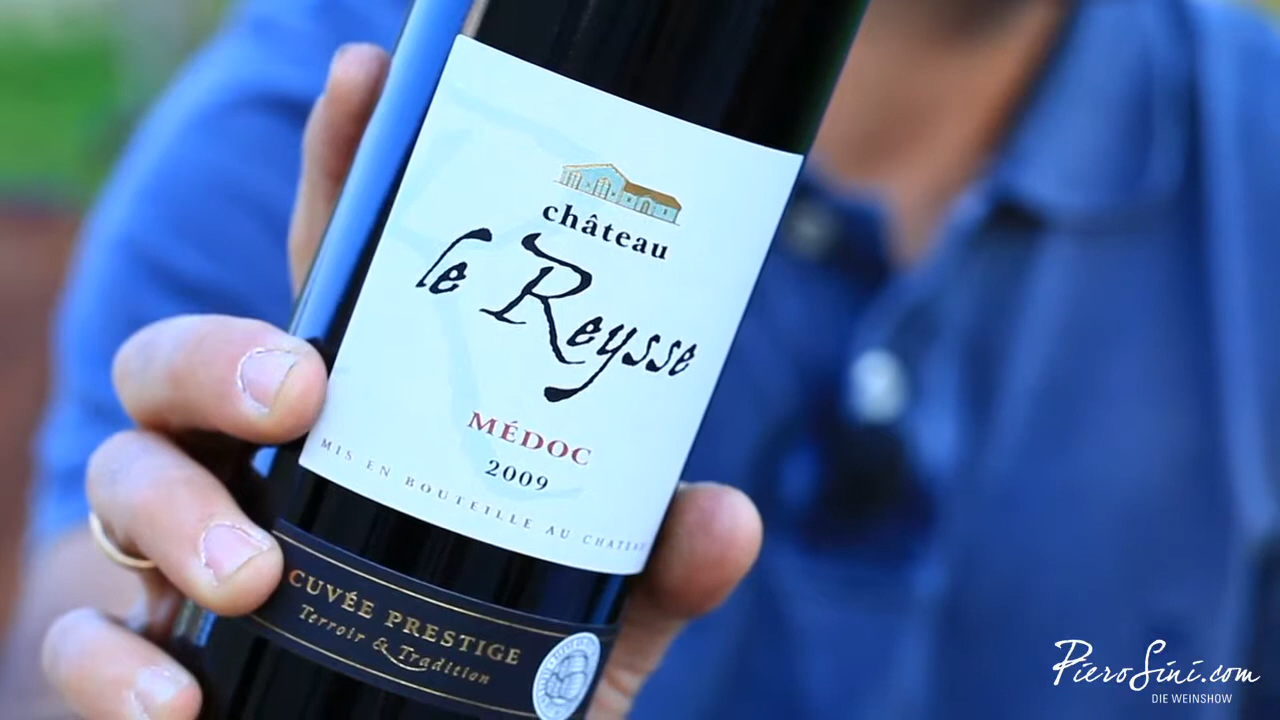 château
le Reysse
MÉDOC
2009
MIS EN BOUTEILLE AU CHATEAU
CUVÉE PRESTIGE
Terroir & Tradition
PieroSini.com
DIE WEINSHOW